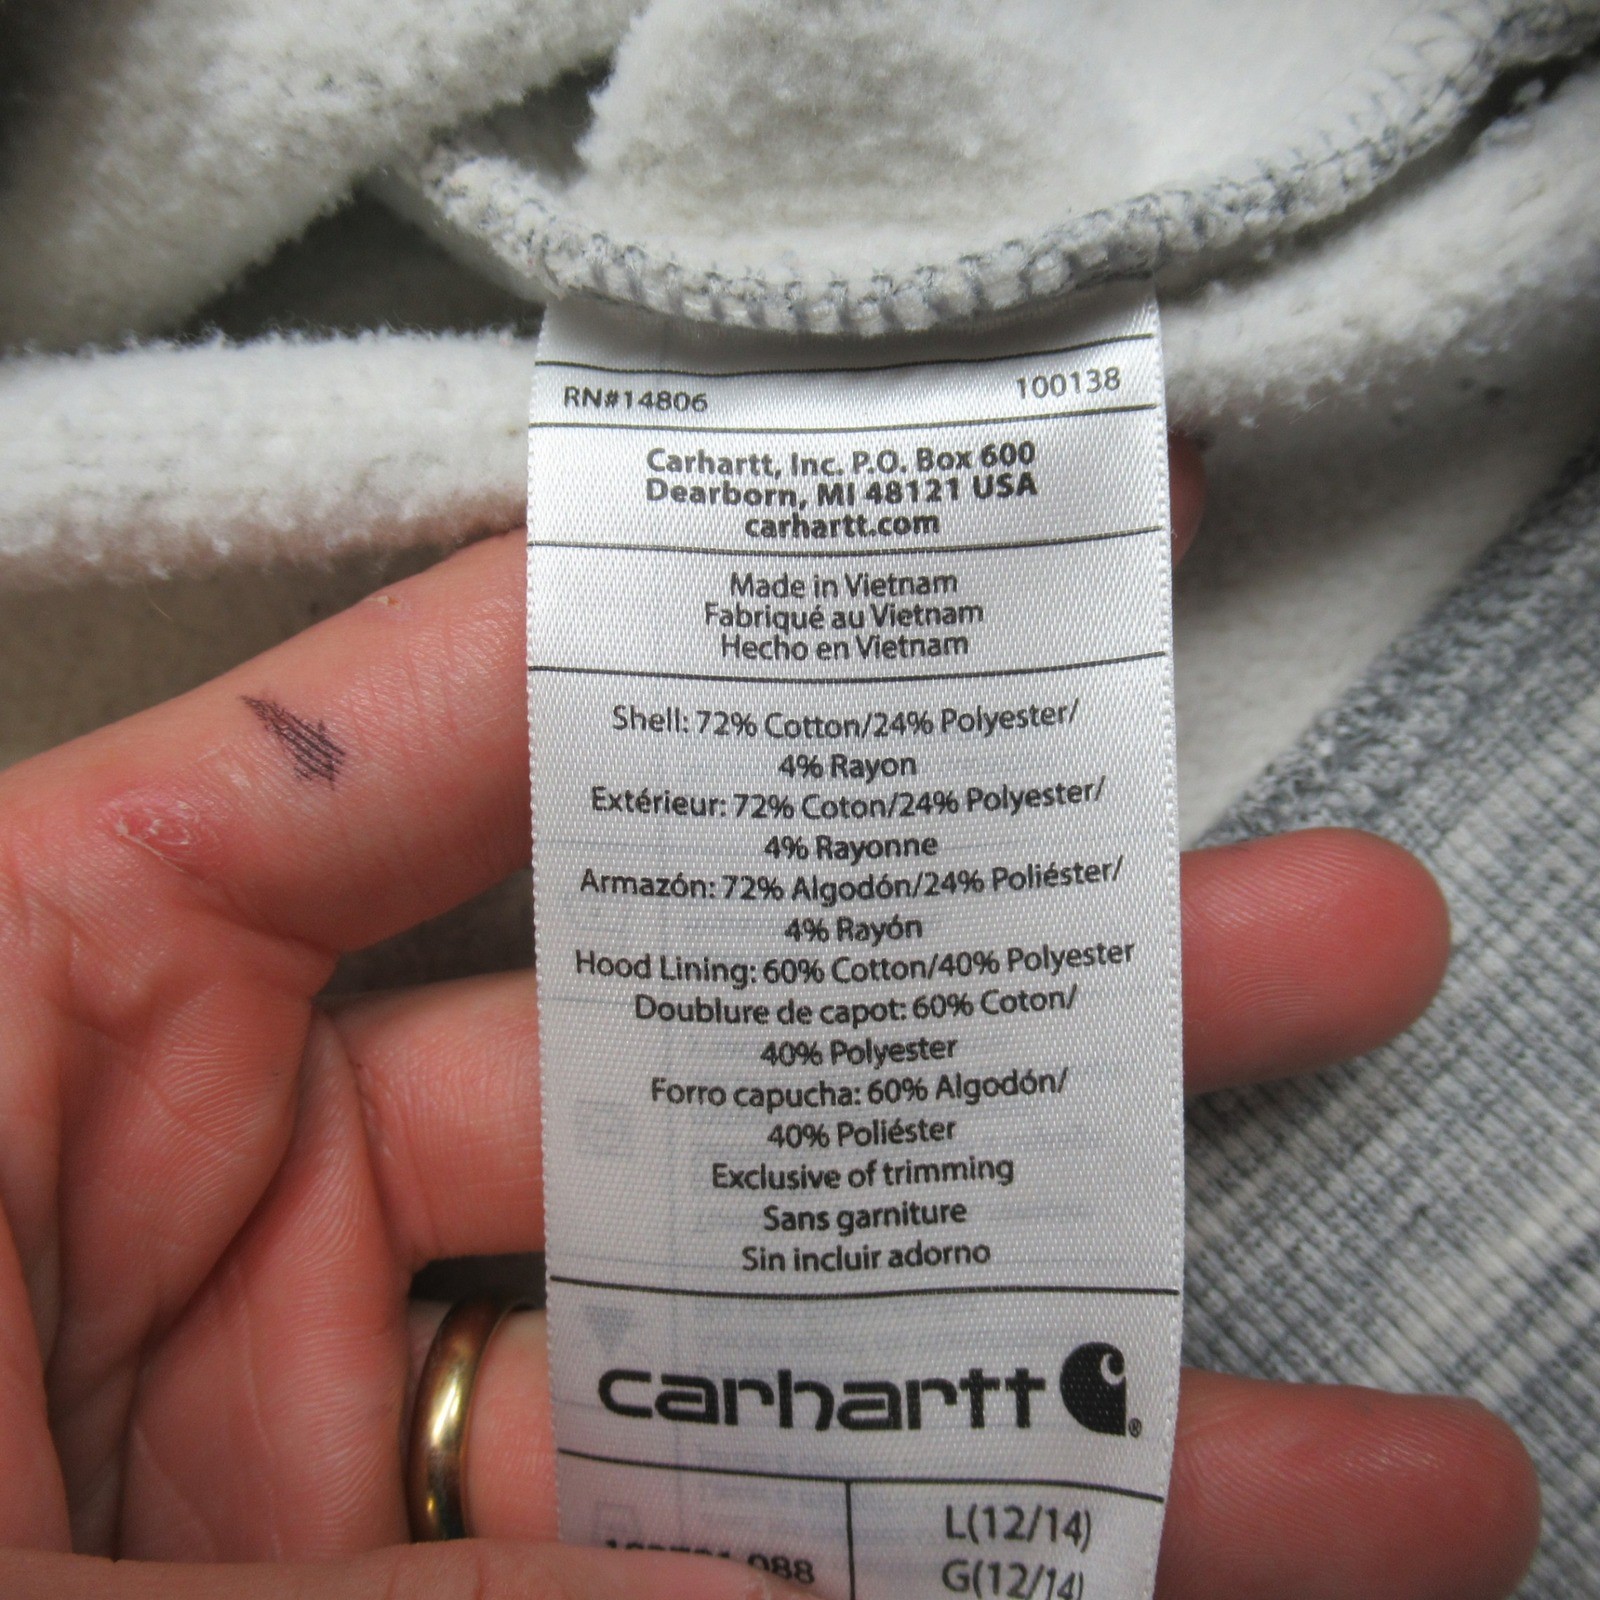 RN#14806 100138
Carhartt, Inc. P.O. Box 600
Dearborn, MI 48121 USA
carhartt.com
Made in Vietnam
Fabriqué au Vietnam
Hecho en Vietnam
Shell: 72% Cotton/24% Polyester/
4% Rayon
Extérieur: 72% Coton/24% Polyester/
4% Rayonne
Armazón: 72% Algodón/24% Poliéster/
4% Rayón
Hood Lining: 60% Cotton/40% Polyester
Doublure de capot: 60% Coton/
40% Polyester
Forro capucha: 60% Algodón/
40% Poliéster
Exclusive of trimming
Sans garniture
Sin incluir adorno
carhartt ®
L(12/14)
088 G(12/14)